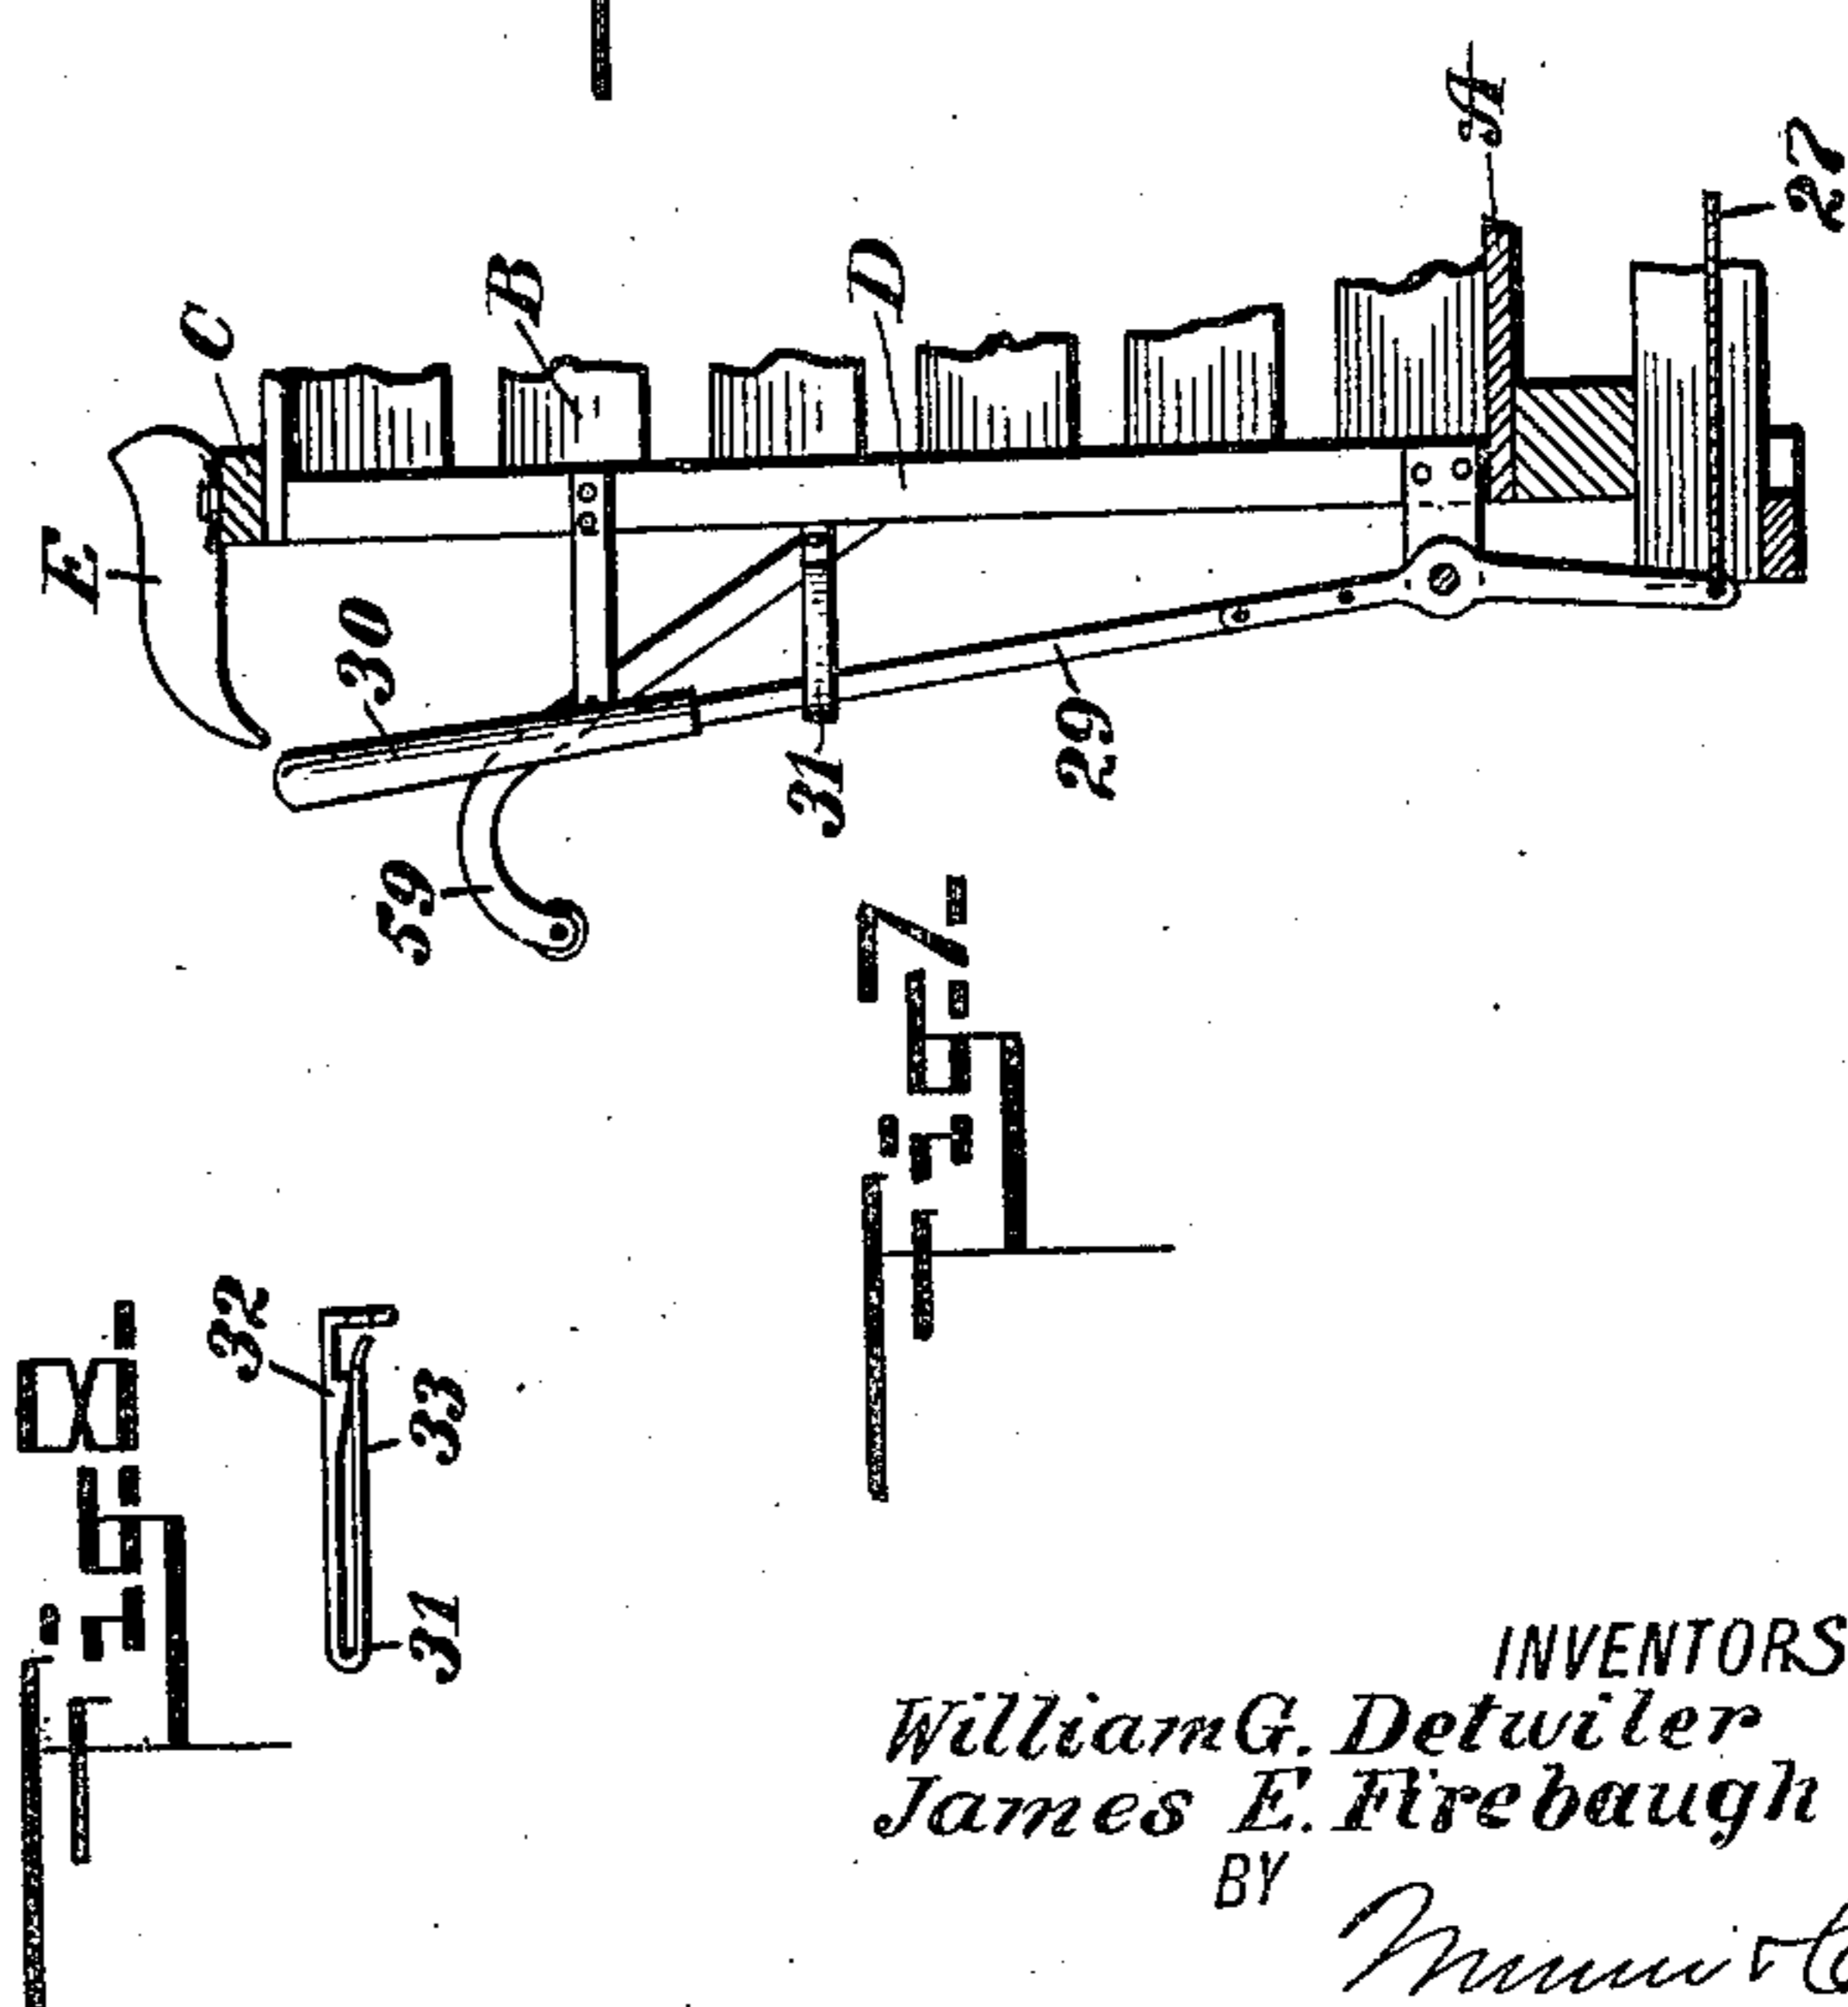 A
27
C
B
D
E
30
31
29
59
Fig. 7.
32
33
31
Fig. 8.
INVENTORS
William G. Detwiler
James E. Firebaugh
BY